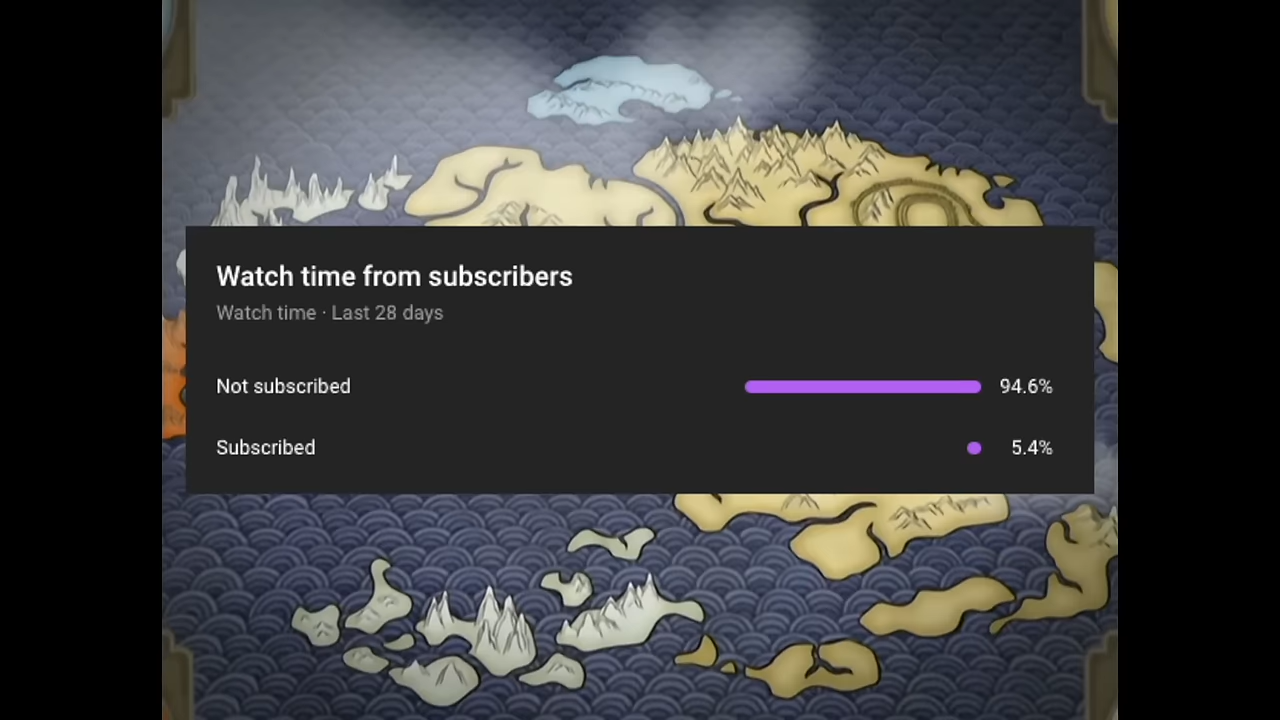 Watch time from subscribers
Watch time · Last 28 days
Not subscribed 94.6%
Subscribed 5.4%